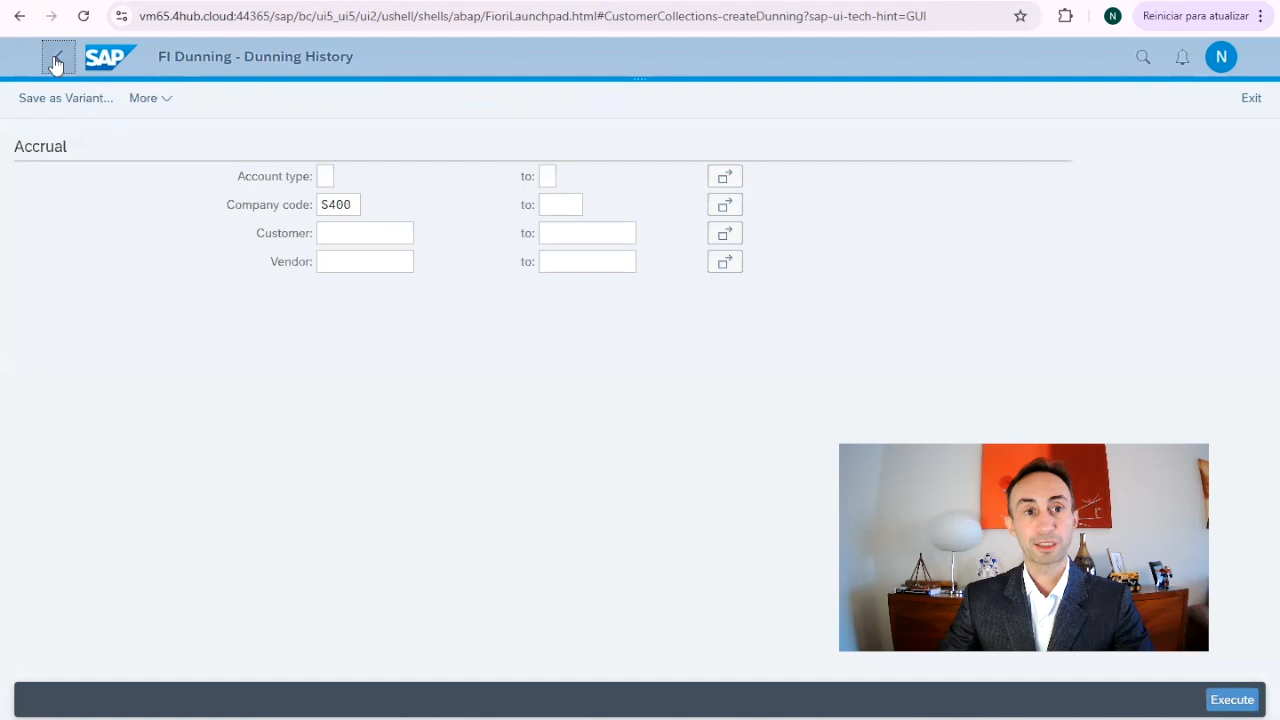 vm65.4hub.cloud:44365/sap/bc/ui5_ui5/ui2/ushell/shells/abap/FioriLaunchpad.html#CustomerCollections-createDunning?sap-ui-tech-hint=GUI
N
Reiniciar para atualizar
SAP
FI Dunning - Dunning History
N
Save as Variant...
More
Exit
Accrual
Account type:
to:
Company code: S400
to:
Customer:
to:
Vendor:
to:
Execute